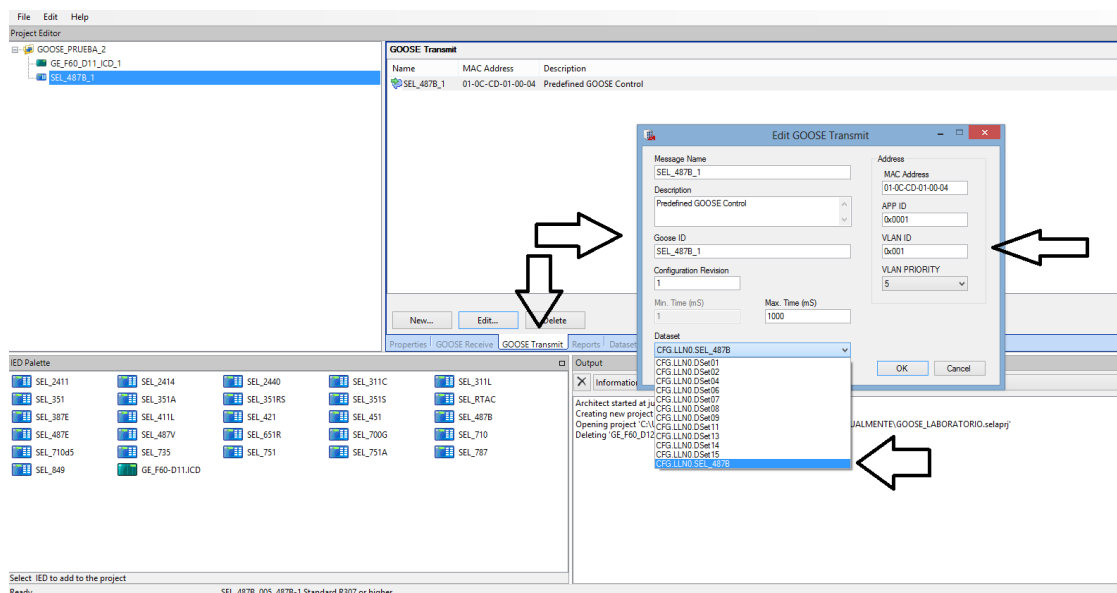 File Edit Help
Project Editor
GOOSE_PRUEBA_2
GE_F60_D11_ICD_1
SEL_487B_1
GOOSE Transmit
Name MAC Address Description
SEL_487B_1 01-0C-CD-01-00-04 Predefined GOOSE Control
New... Edit... Delete
Properties GOOSE Receive GOOSE Transmit Reports Dataset
Edit GOOSE Transmit
Message Name
SEL_487B_1
Description
Predefined GOOSE Control
Goose ID
SEL_487B_1
Configuration Revision
1
Min. Time (mS) Max. Time (mS)
1 1000
Dataset
CFG.LLN0.SEL_487B
CFG.LLN0.DSet01
CFG.LLN0.DSet02
CFG.LLN0.DSet04
CFG.LLN0.DSet06
CFG.LLN0.DSet07
CFG.LLN0.DSet08
CFG.LLN0.DSet09
CFG.LLN0.DSet11
CFG.LLN0.DSet13
CFG.LLN0.DSet14
CFG.LLN0.DSet15
CFG.LLN0.SEL_487B
Address
MAC Address
01-0C-CD-01-00-04
APP ID
0x0001
VLAN ID
0x001
VLAN PRIORITY
5
OK Cancel
IED Palette
SEL_2411 SEL_2414 SEL_2440 SEL_311C SEL_311L
SEL_351 SEL_351A SEL_351RS SEL_351S SEL_RTAC
SEL_387E SEL_411L SEL_421 SEL_451 SEL_487B
SEL_487E SEL_487V SEL_651R SEL_700G SEL_710
SEL_710d5 SEL_735 SEL_751 SEL_751A SEL_787
SEL_849 GE_F60-D11.ICD
Select IED to add to the project
Output
Information
Architect started at ju
Creating new project
Opening project 'C:\U UALMENTE\GOOSE_LABORATORIO.selaprj'
Deleting 'GE_F60_D12
Ready SEL_487B_005 487B-1 Standard R307 or higher